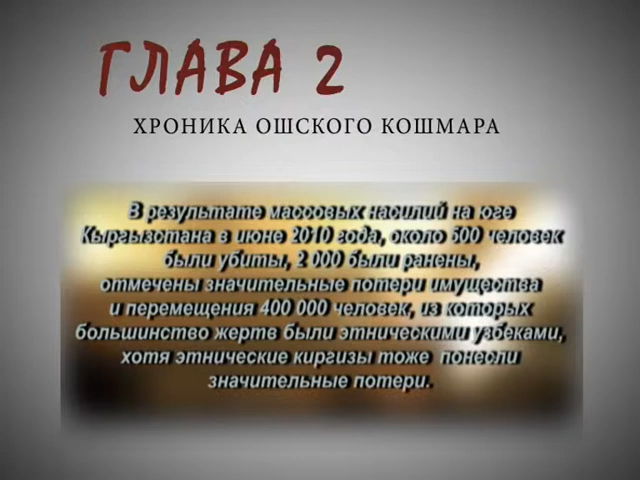 ГЛАВА 2
ХРОНИКА ОШСКОГО КОШМАРА
В результате массовых насилий на юге
Кыргызстана в июне 2010 года, около 500 человек
были убиты, 2 000 были ранены,
отмечены значительные потери имущества
и перемещения 400 000 человек, из которых
большинство жертв были этническими узбеками,
хотя этнические киргизы тоже понесли
значительные потери.